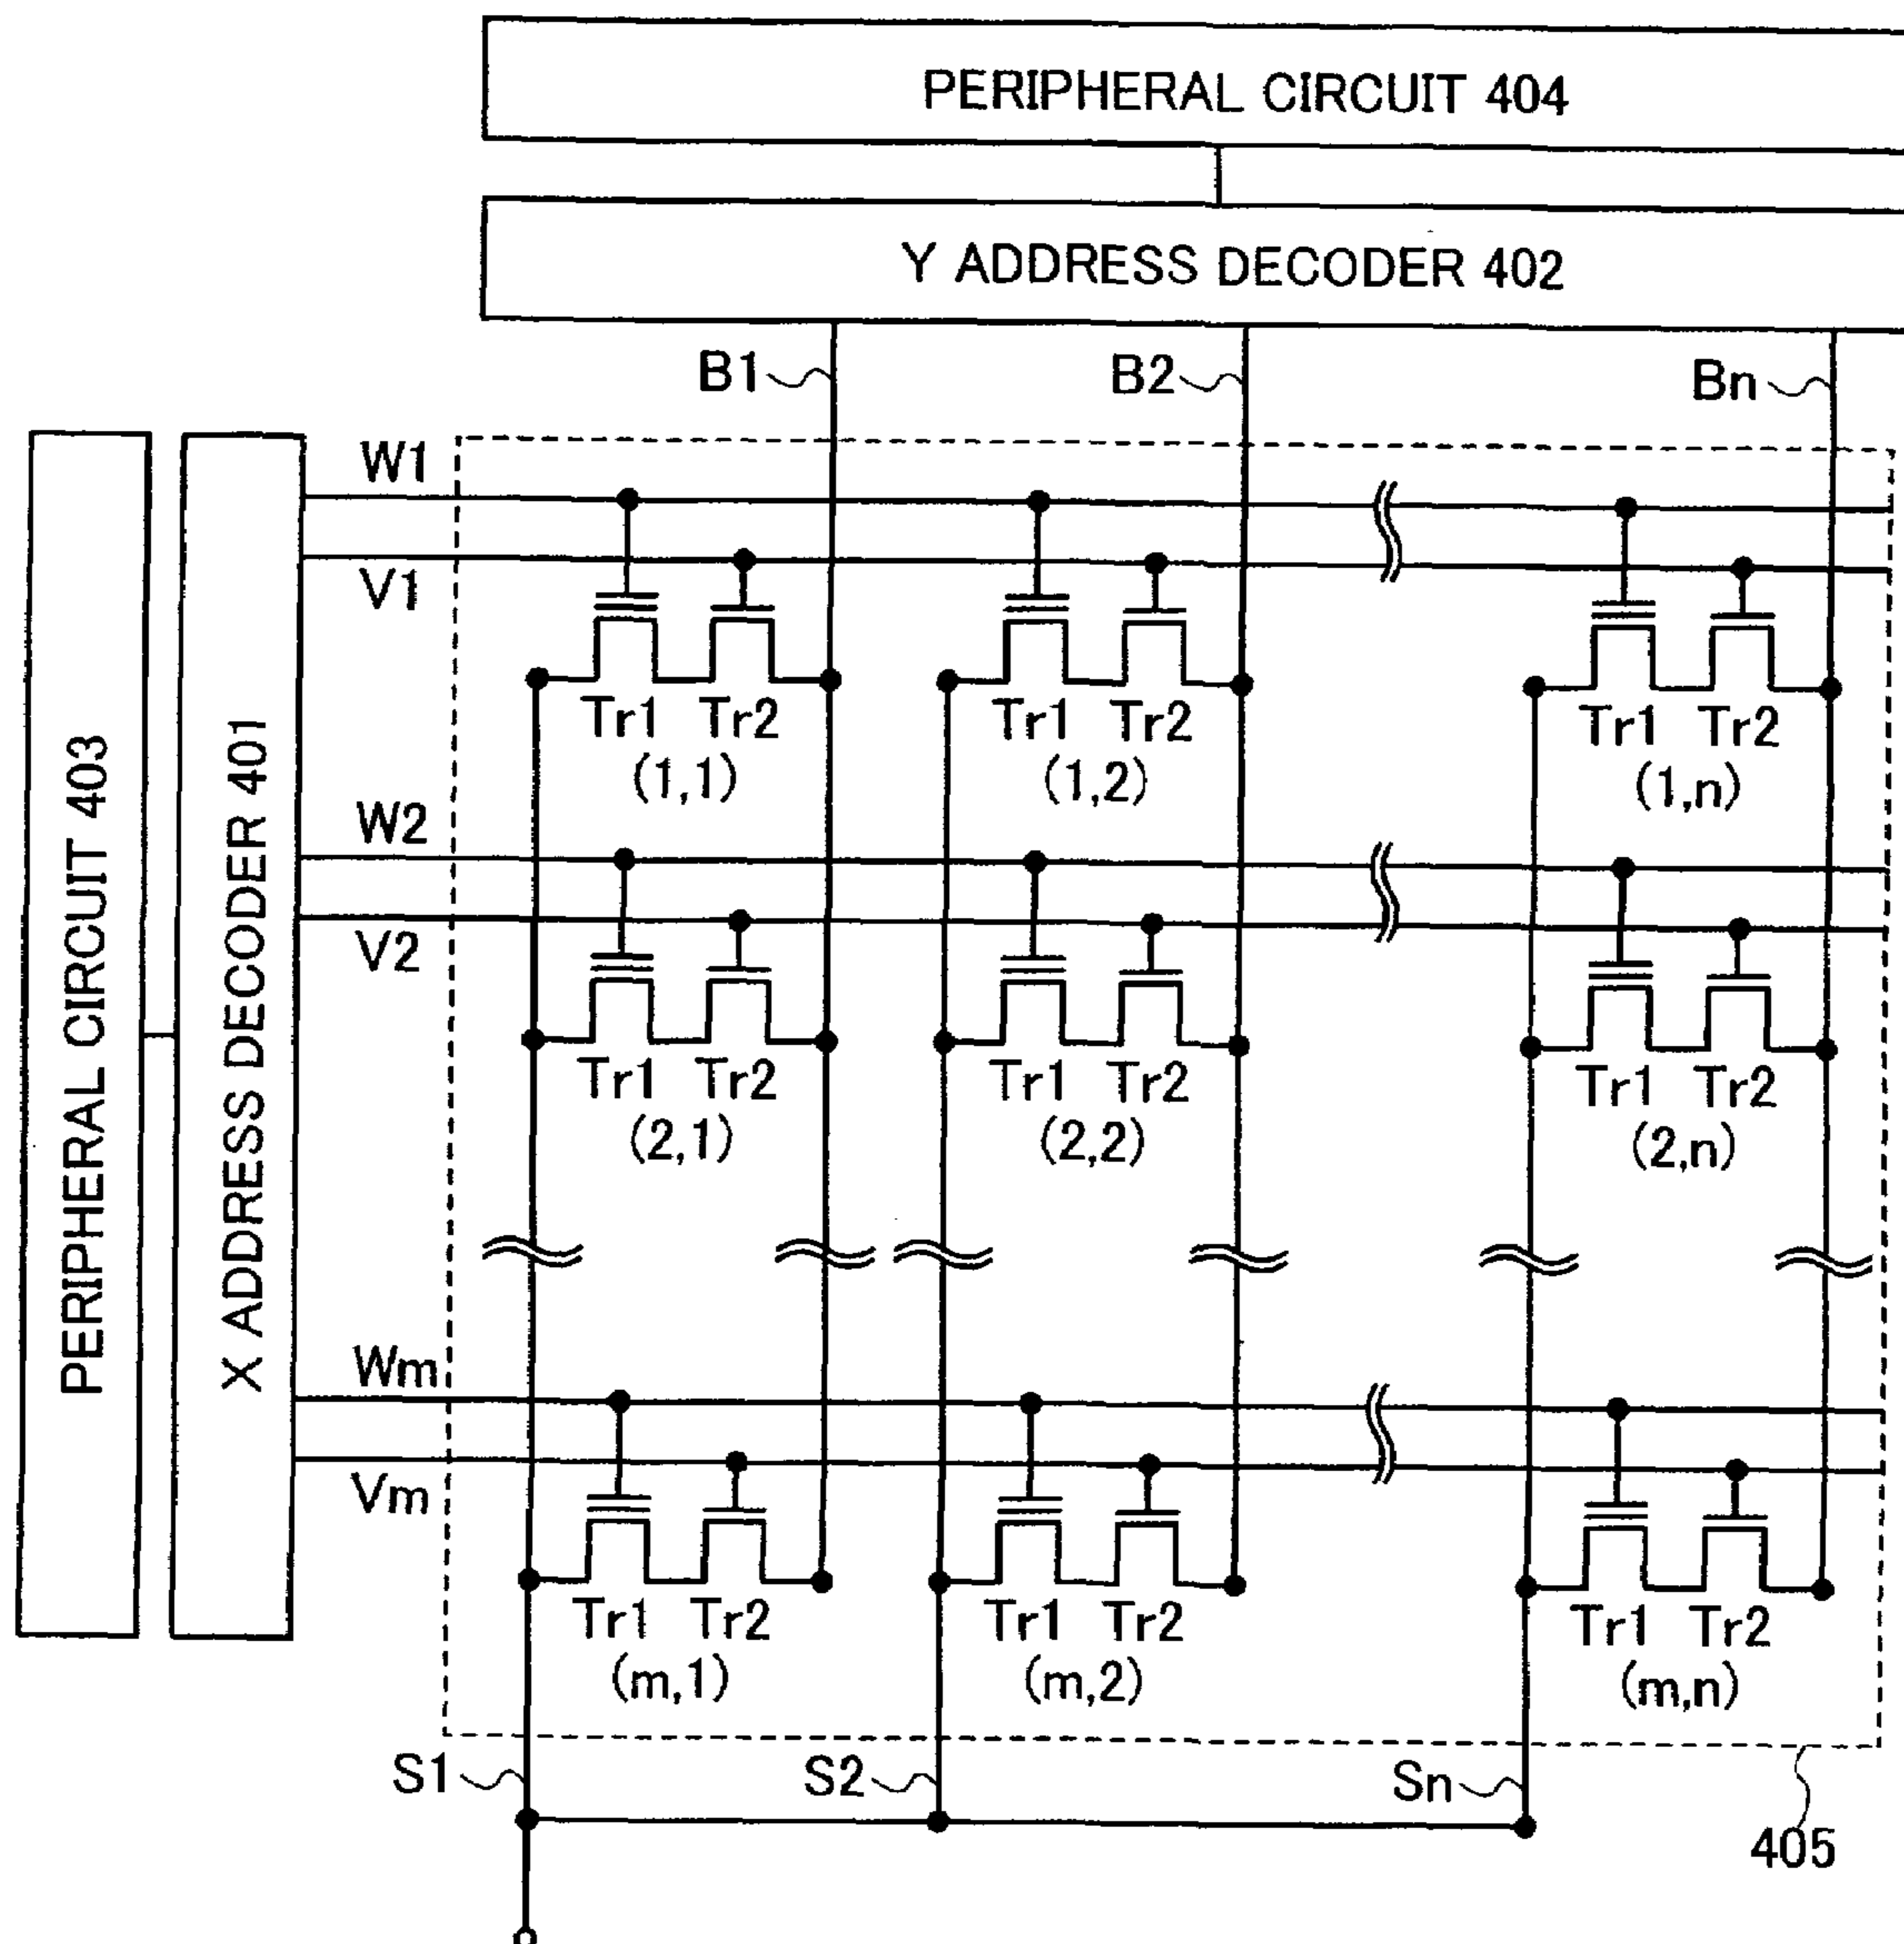 PERIPHERAL CIRCUIT 404
Y ADDRESS DECODER 402
B1
B2
Bn
PERIPHERAL CIRCUIT 403
X ADDRESS DECODER 401
W1
V1
Tr1 Tr2
(1,1)
Tr1 Tr2
(1,2)
Tr1 Tr2
(1,n)
W2
V2
Tr1 Tr2
(2,1)
Tr1 Tr2
(2,2)
Tr1 Tr2
(2,n)
Wm
Vm
Tr1 Tr2
(m,1)
Tr1 Tr2
(m,2)
Tr1 Tr2
(m,n)
S1
S2
Sn
405